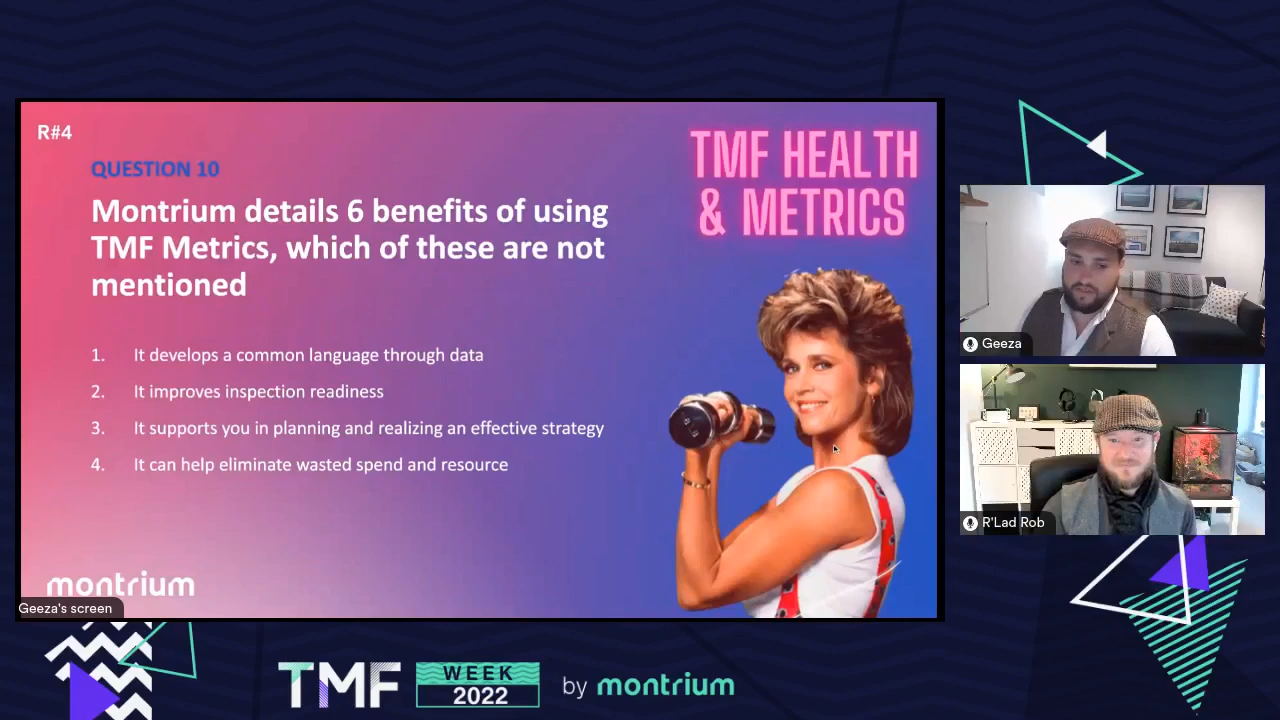 R#4
TMF HEALTH
& METRICS
QUESTION 10
Montrium details 6 benefits of using
TMF Metrics, which of these are not
mentioned
1. It develops a common language through data
2. It improves inspection readiness
3. It supports you in planning and realizing an effective strategy
4. It can help eliminate wasted spend and resource
montrium
Geeza's screen
Geeza
R'Lad Rob
TMF WEEK 2022 by montrium